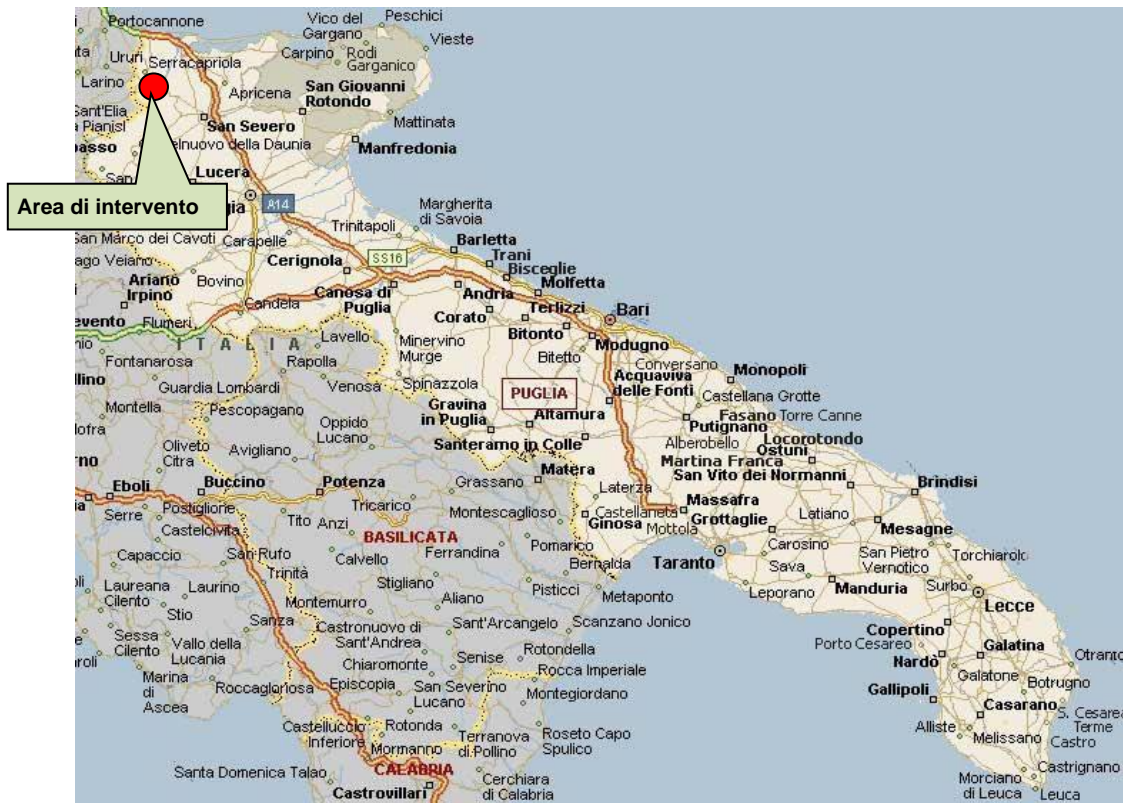 Portocannone
Peschici
Vico del
Gargano
Vieste
Ururi
Serracapriola
Carpino
Rodi
Garganico
Larino
Apricena
San Giovanni
Rotondo
Sant'Elia
a Pianisi
San Severo
Mattinata
passo
elnuovo della Daunia
Manfredonia
San
Lucera
Area di intervento
gia
A14
Margherita
di Savoia
Trinitapoli
San Marco dei Cavoti
Carapelle
Barletta
ago Veiano
SS16
Trani
Cerignola
Bisceglie
Ariano
Irpino
Bovino
Molfetta
Canosa di
Puglia
Andria
Terlizzi
Bari
Candela
Corato
evento
Flumeri
Bitonto
Modugno
ITALIA
Lavello
Minervino
Murge
Bitetto
Conversano
Fontanarosa
Rapolla
Monopoli
llino
Guardia Lombardi
Venosa
Spinazzola
PUGLIA
Acquaviva
delle Fonti
Castellana Grotte
Montella
Pescopagano
Gravina
in Puglia
Altamura
Fasano
Torre Canne
Putignano
ofra
Oppido
Lucano
Oliveto
Citra
Avigliano
Santeramo in Colle
Alberobello
Locorotondo
Ostuni
rno
Matera
Martina Franca
San Vito dei Normanni
Eboli
Buccino
Potenza
Grassano
Laterza
Brindisi
Serre
Postiglione
Tricarico
Castellaneta
Massafra
Latiano
Tito
Anzi
Montescaglioso
Ginosa
Mottola
Grottaglie
Mesagne
Castelcivita
BASILICATA
Capaccio
San Rufo
Calvello
Ferrandina
Pomarico
Taranto
Carosino
San Pietro
Vernotico
Torchiarolo
Trinità
Bernalda
Sava
Laureana
Cilento
Laurino
Stigliano
Pisticci
Leporano
Manduria
Surbo
Stio
Montemurro
Aliano
Metaponto
Lecce
Sessa
Cilento
Sanza
Castronuovo di
Sant'Andrea
Sant'Arcangelo
Scanzano Jonico
Copertino
Vallo della
Lucania
Porto Cesareo
Galatina
Rotondella
Nardò
Otranto
Chiaromonte
Senise
Rocca Imperiale
Galatone
Marina
di
Ascea
Roccagloriosa
Episcopia
San Severino
Lucano
Montegiordano
Botrugno
Gallipoli
Casarano
S. Cesarea
Terme
Castelluccio
Inferiore
Rotonda
Terranova
di Pollino
Roseto Capo
Spulico
Alliste
Melissano
Castro
Mormanno
Santa Domenica Talao
CALABRIA
Cerchiara
di Calabria
Castrignano
Castrovillari
Morciano
di Leuca
Leuca